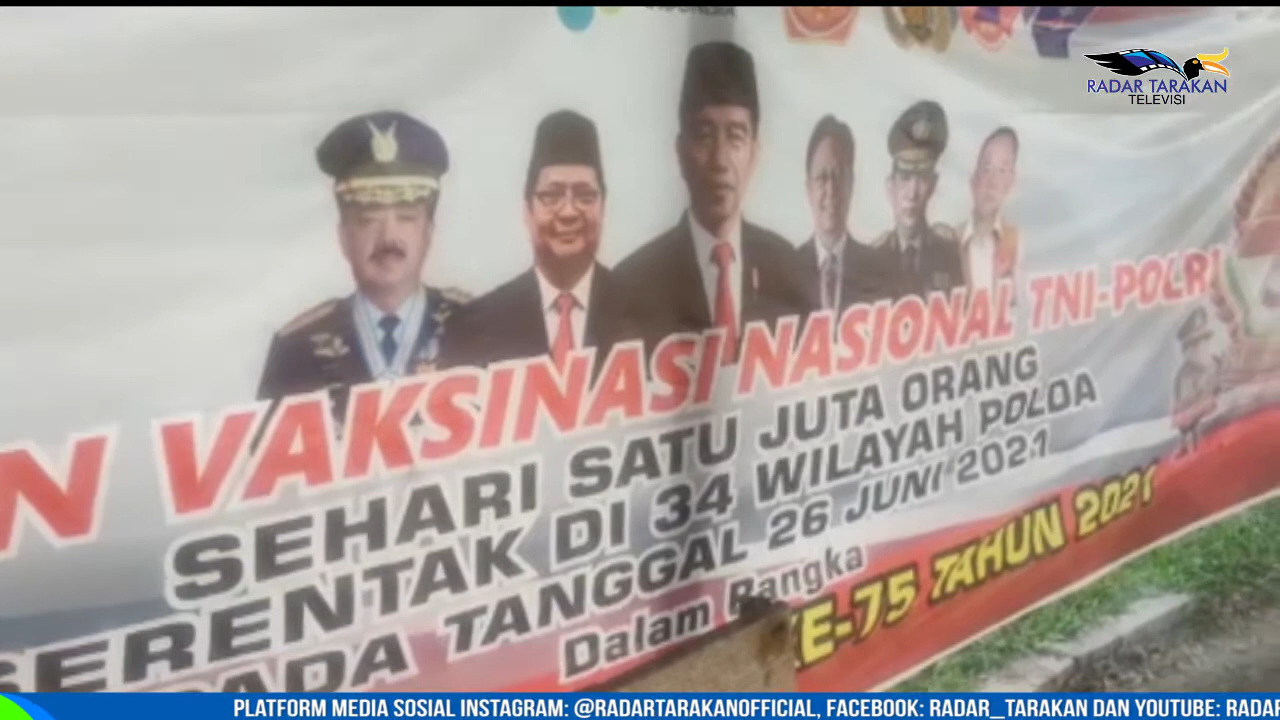 RADAR TARAKAN
TELEVISI
N VAKSINASI NASIONAL TNI-POLRI
SEHARI SATU JUTA ORANG
SERENTAK DI 34 WILAYAH POLDA
PADA TANGGAL 26 JUNI 2021
Dalam Rangka
KE-75 TAHUN 2021
PLATFORM MEDIA SOSIAL INSTAGRAM: @RADARTARAKANOFFICIAL, FACEBOOK: RADAR_TARAKAN DAN YOUTUBE: RADAR